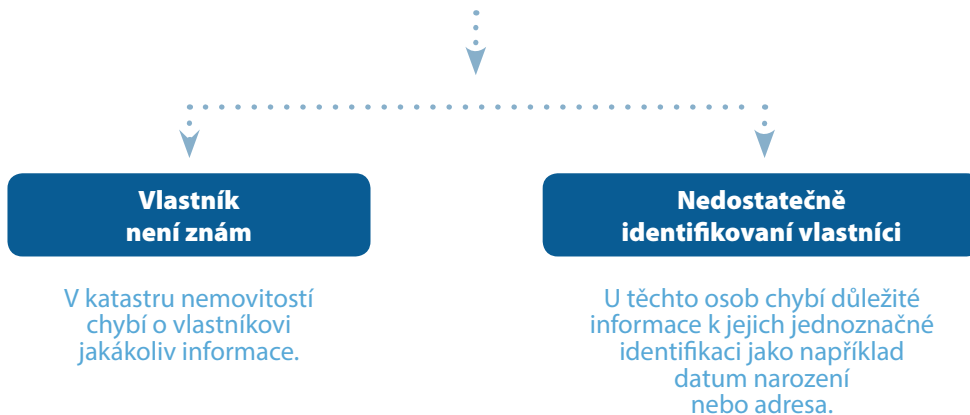 Vlastník
není znám
V katastru nemovitostí
chybí o vlastníkovi
jakákoliv informace.
Nedostatečně
identifikovaní vlastníci
U těchto osob chybí důležité
informace k jejich jednoznačné
identifikaci jako například
datum narození
nebo adresa.